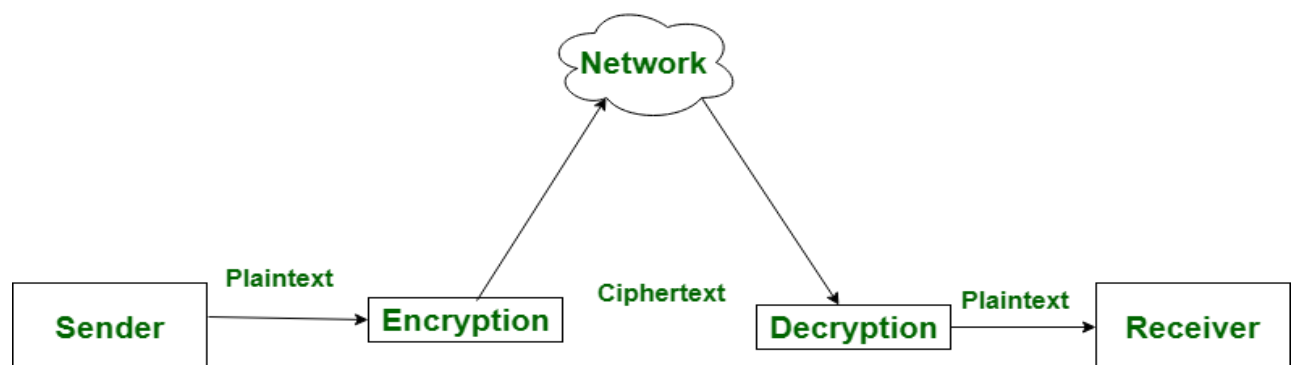 Network
Plaintext
Ciphertext
Plaintext
Sender
Encryption
Decryption
Receiver